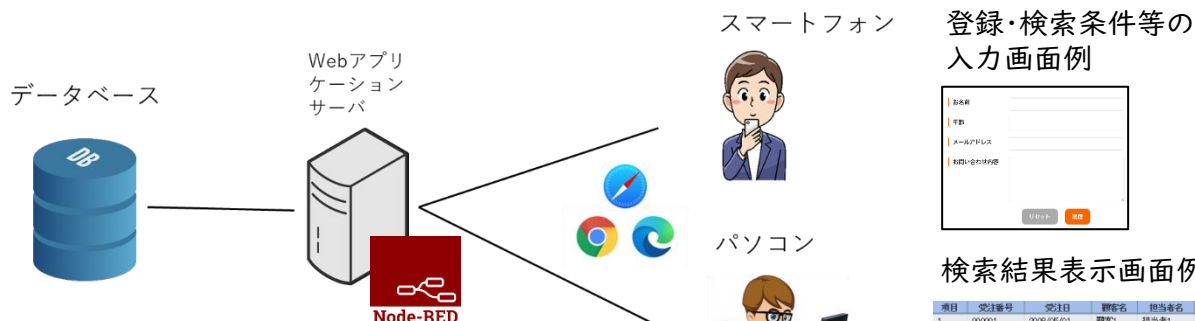 スマートフォン
登録・検索条件等の
入力画面例
Webアプリ
ケーション
サーバ
データベース
DB
お名前
年齢
メールアドレス
お問い合わせ内容
リセット
送信
パソコン
検索結果表示画面例
Node-RED
項目 受注番号 受注日 顧客名 担当者名